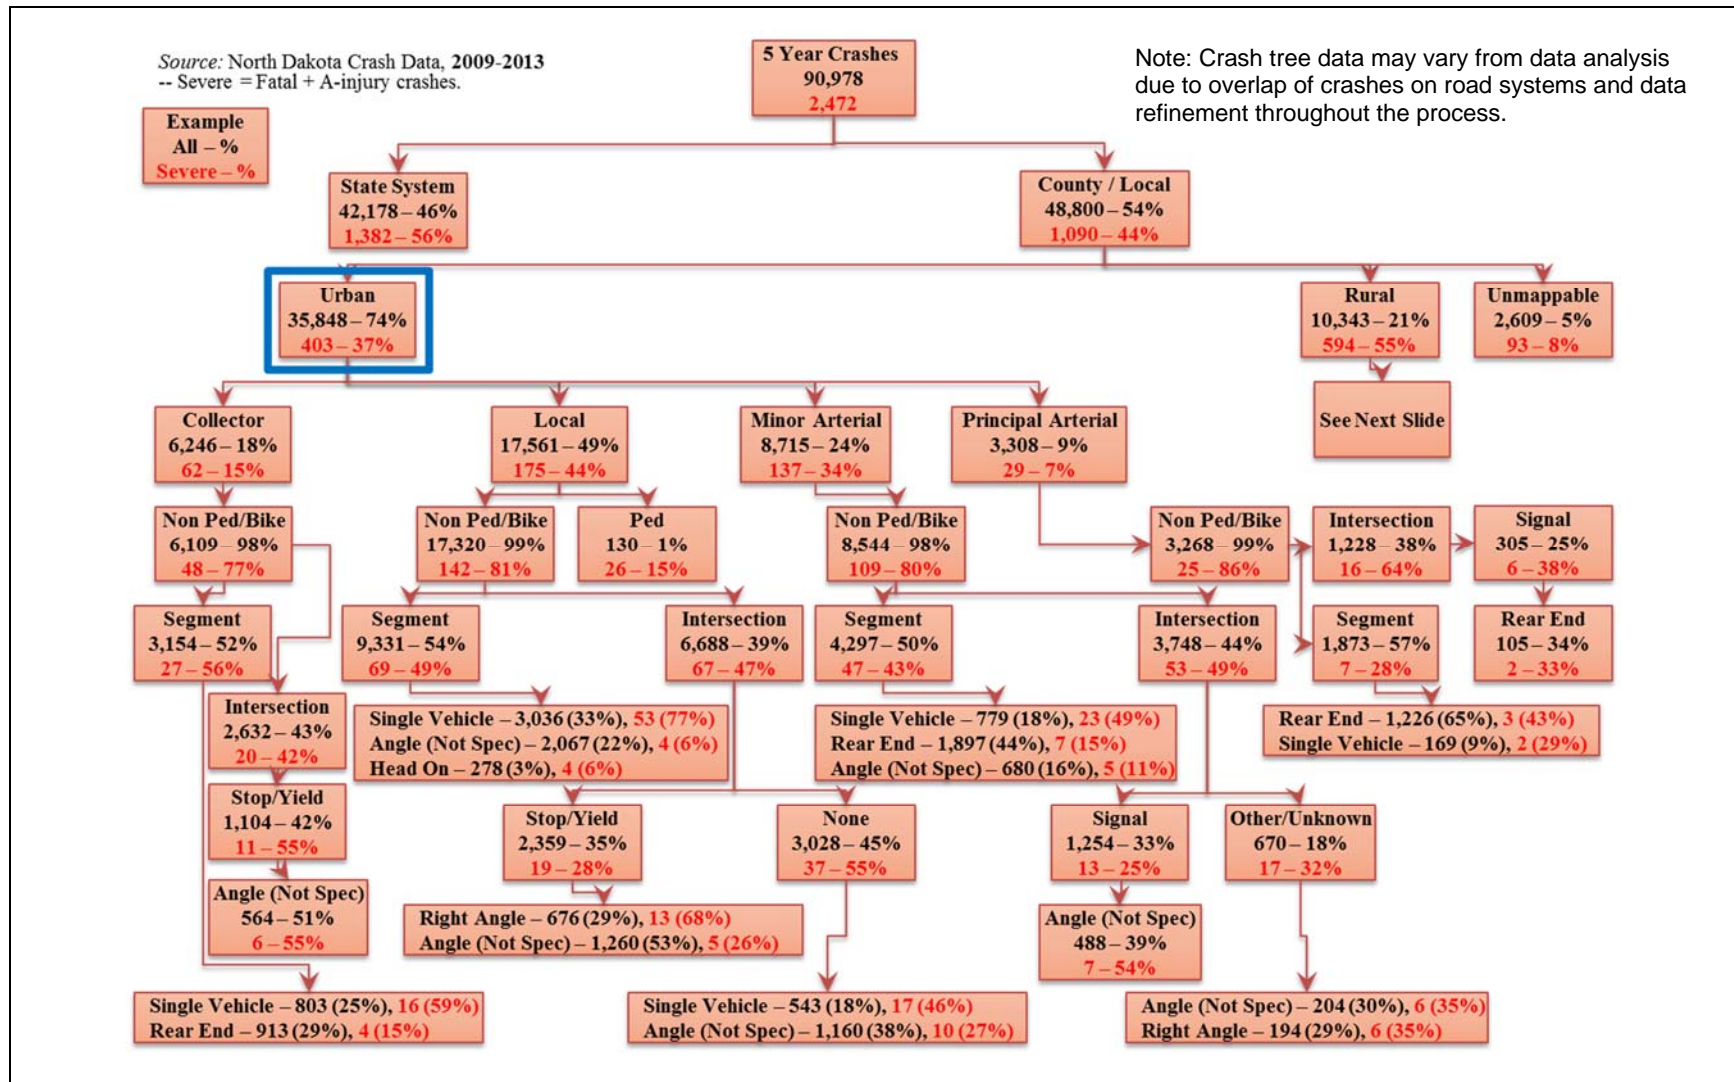 Source: North Dakota Crash Data, 2009-2013
-- Severe = Fatal + A-injury crashes.
5 Year Crashes
90,978
2,472
Note: Crash tree data may vary from data analysis
due to overlap of crashes on road systems and data
refinement throughout the process.
Example
All – %
Severe – %
State System
42,178 – 46%
1,382 – 56%
County / Local
48,800 – 54%
1,090 – 44%
Urban
35,848 – 74%
403 – 37%
Rural
10,343 – 21%
594 – 55%
Unmappable
2,609 – 5%
93 – 8%
Collector
6,246 – 18%
62 – 15%
Local
17,561 – 49%
175 – 44%
Minor Arterial
8,715 – 24%
137 – 34%
Principal Arterial
3,308 – 9%
29 – 7%
See Next Slide
Non Ped/Bike
6,109 – 98%
48 – 77%
Non Ped/Bike
17,320 – 99%
142 – 81%
Ped
130 – 1%
26 – 15%
Non Ped/Bike
8,544 – 98%
109 – 80%
Non Ped/Bike
3,268 – 99%
25 – 86%
Intersection
1,228 – 38%
16 – 64%
Signal
305 – 25%
6 – 38%
Segment
3,154 – 52%
27 – 56%
Segment
9,331 – 54%
69 – 49%
Intersection
6,688 – 39%
67 – 47%
Segment
4,297 – 50%
47 – 43%
Intersection
3,748 – 44%
53 – 49%
Segment
1,873 – 57%
7 – 28%
Rear End
105 – 34%
2 – 33%
Intersection
2,632 – 43%
20 – 42%
Single Vehicle – 3,036 (33%), 53 (77%)
Angle (Not Spec) – 2,067 (22%), 4 (6%)
Head On – 278 (3%), 4 (6%)
Single Vehicle – 779 (18%), 23 (49%)
Rear End – 1,897 (44%), 7 (15%)
Angle (Not Spec) – 680 (16%), 5 (11%)
Rear End – 1,226 (65%), 3 (43%)
Single Vehicle – 169 (9%), 2 (29%)
Stop/Yield
1,104 – 42%
11 – 55%
Stop/Yield
2,359 – 35%
19 – 28%
None
3,028 – 45%
37 – 55%
Signal
1,254 – 33%
13 – 25%
Other/Unknown
670 – 18%
17 – 32%
Angle (Not Spec)
564 – 51%
6 – 55%
Right Angle – 676 (29%), 13 (68%)
Angle (Not Spec) – 1,260 (53%), 5 (26%)
Angle (Not Spec)
488 – 39%
7 – 54%
Single Vehicle – 803 (25%), 16 (59%)
Rear End – 913 (29%), 4 (15%)
Single Vehicle – 543 (18%), 17 (46%)
Angle (Not Spec) – 1,160 (38%), 10 (27%)
Angle (Not Spec) – 204 (30%), 6 (35%)
Right Angle – 194 (29%), 6 (35%)